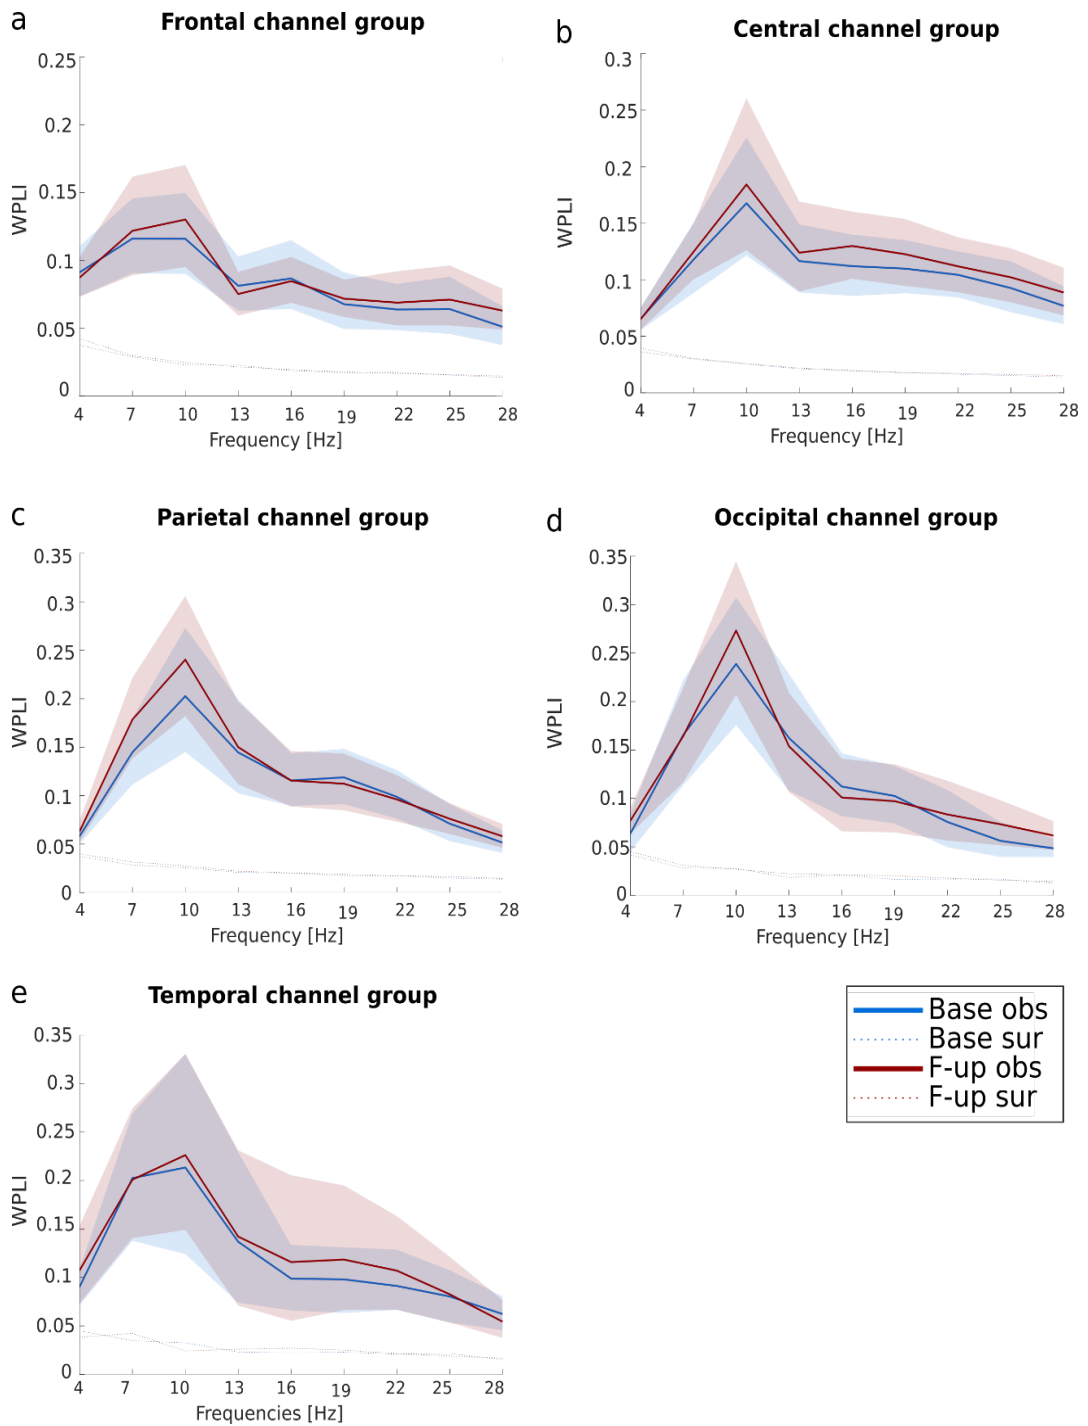 a
Frontal channel group
0.25
0.2
0.15
0.1
0.05
0
WPLI
4 7 10 13 16 19 22 25 28
Frequency [Hz]
b
Central channel group
0.3
0.25
0.2
0.15
0.1
0.05
0
WPLI
4 7 10 13 16 19 22 25 28
Frequency [Hz]
c
Parietal channel group
0.35
0.3
0.25
0.2
0.15
0.1
0.05
0
WPLI
4 7 10 13 16 19 22 25 28
Frequency [Hz]
d
Occipital channel group
0.35
0.3
0.25
0.2
0.15
0.1
0.05
0
WPLI
4 7 10 13 16 19 22 25 28
Frequency [Hz]
e
Temporal channel group
0.35
0.3
0.25
0.2
0.15
0.1
0.05
0
WPLI
4 7 10 13 16 19 22 25 28
Frequencies [Hz]
Base obs
Base sur
F-up obs
F-up sur